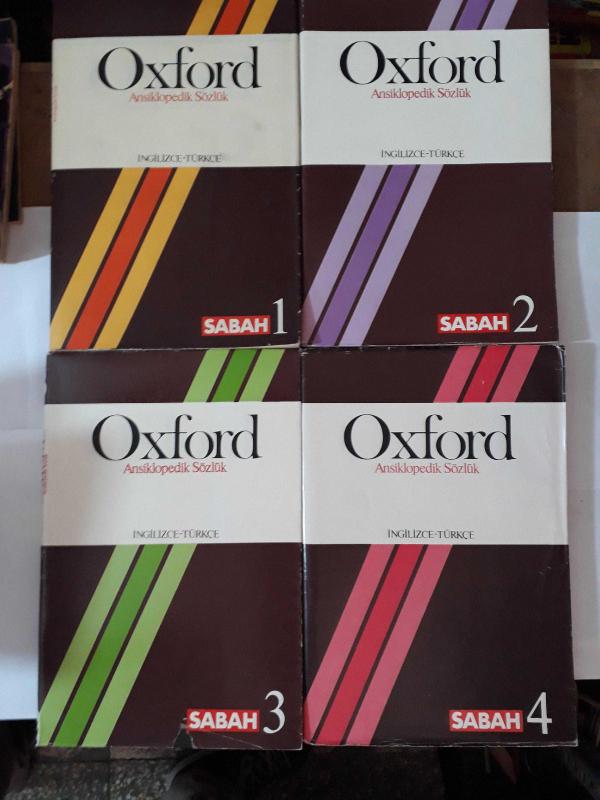 Oxford
Ansiklopedik Sözlük
İNGİLİZCE-TÜRKÇE
SABAH 1
Oxford
Ansiklopedik Sözlük
İNGİLİZCE-TÜRKÇE
SABAH 2
Oxford
Ansiklopedik Sözlük
İNGİLİZCE-TÜRKÇE
SABAH 3
Oxford
Ansiklopedik Sözlük
İNGİLİZCE-TÜRKÇE
SABAH 4